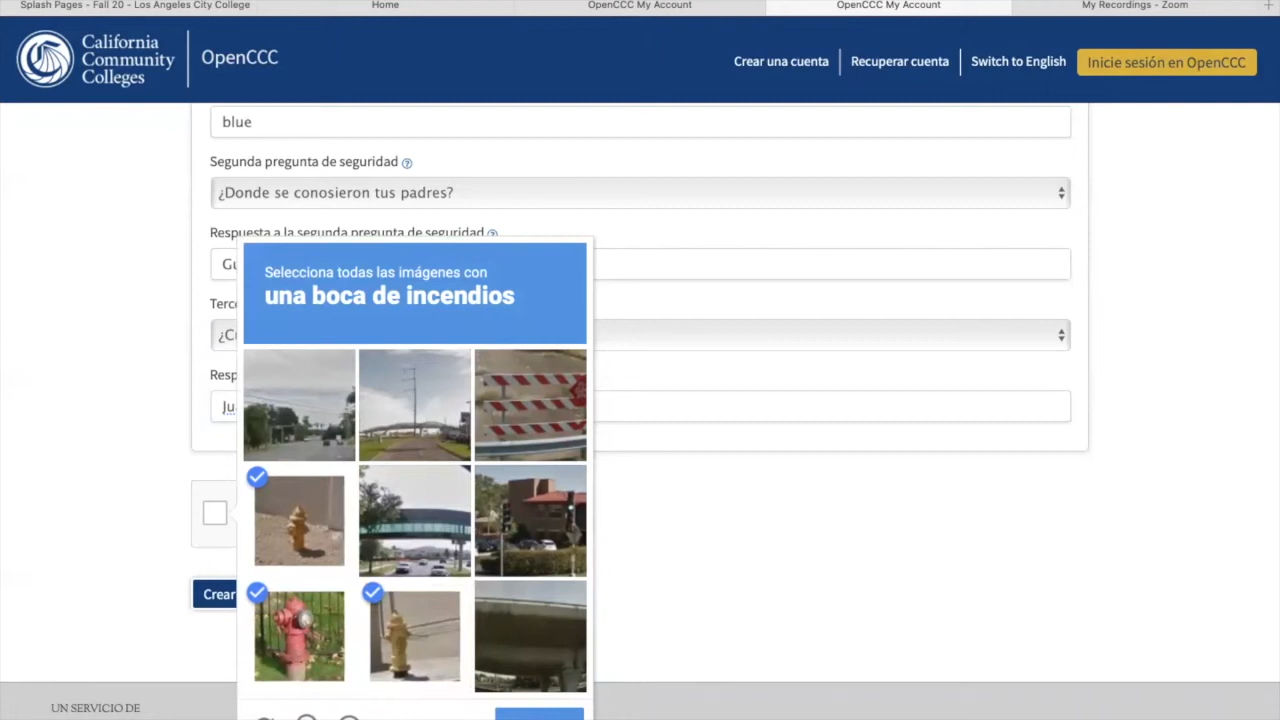 Splash Pages - Fall 20 - Los Angeles City College
Home
OpenCCC My Account
OpenCCC My Account
My Recordings - Zoom
California
Community
Colleges
OpenCCC
Crear una cuenta
Recuperar cuenta
Switch to English
Inicie sesión en OpenCCC
blue
Segunda pregunta de seguridad
¿Donde se conosieron tus padres?
Respuesta a la segunda pregunta de seguridad
Selecciona todas las imágenes con
una boca de incendios
Crear
UN SERVICIO DE